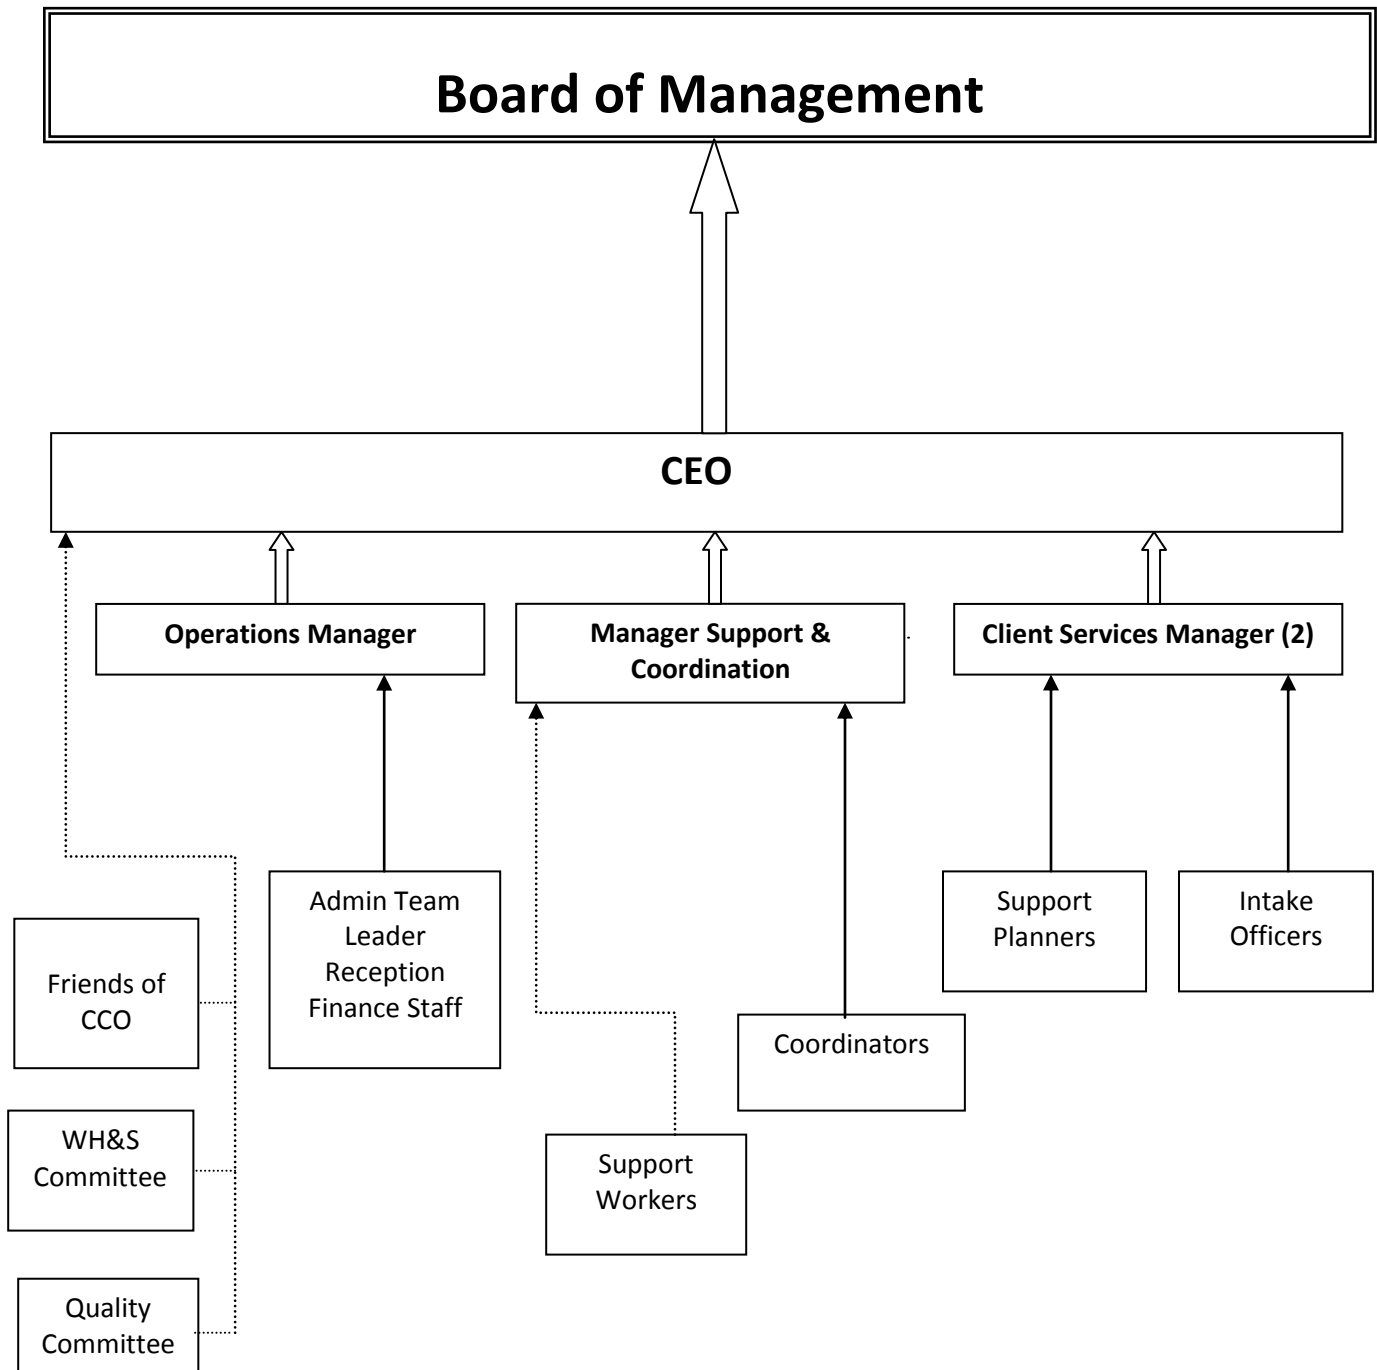 Board of Management
CEO
Operations Manager
Manager Support &
Coordination
Client Services Manager (2)
Admin Team
Leader
Reception
Finance Staff
Support
Planners
Intake
Officers
Friends of
CCO
Coordinators
WH&S
Committee
Support
Workers
Quality
Committee